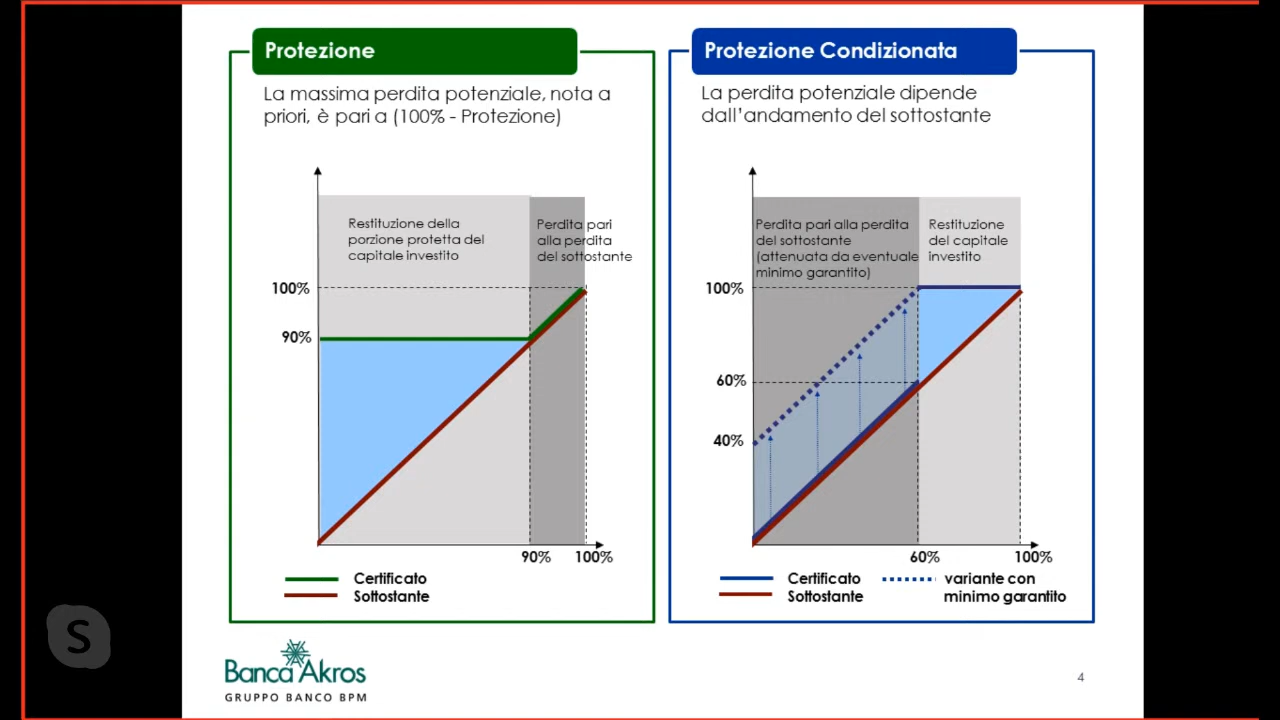 Protezione
La massima perdita potenziale, nota a
priori, è pari a (100% - Protezione)
Restituzione della
porzione protetta del
capitale investito
Perdita pari
alla perdita
del sottostante
100%
90%
90%
100%
Certificato
Sottostante
Protezione Condizionata
La perdita potenziale dipende
dall'andamento del sottostante
Perdita pari alla perdita
del sottostante
(attenuata da eventuale
minimo garantito)
Restituzione
del capitale
investito
100%
60%
40%
60%
100%
Certificato
Sottostante
variante con
minimo garantito
S
Banca Akros
GRUPPO BANCO BPM
4